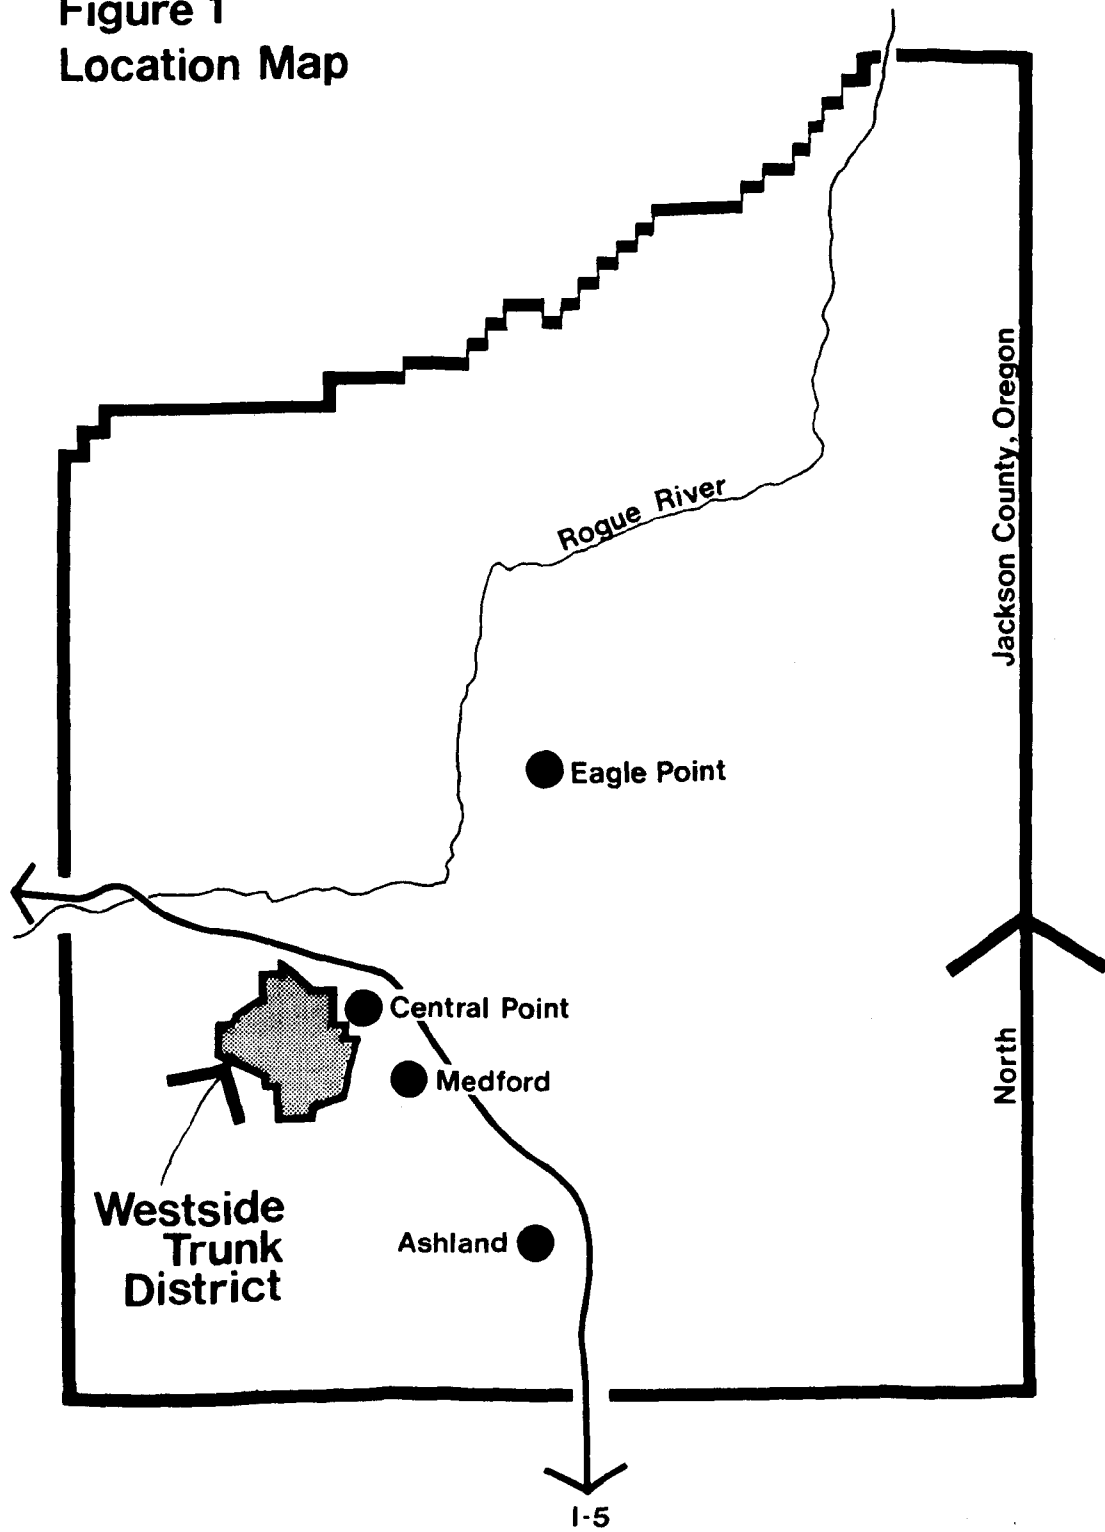 Figure 1
Location Map
Jackson County, Oregon
Rogue River
Eagle Point
Central Point
North
Medford
Westside
Trunk
District
Ashland
I-5